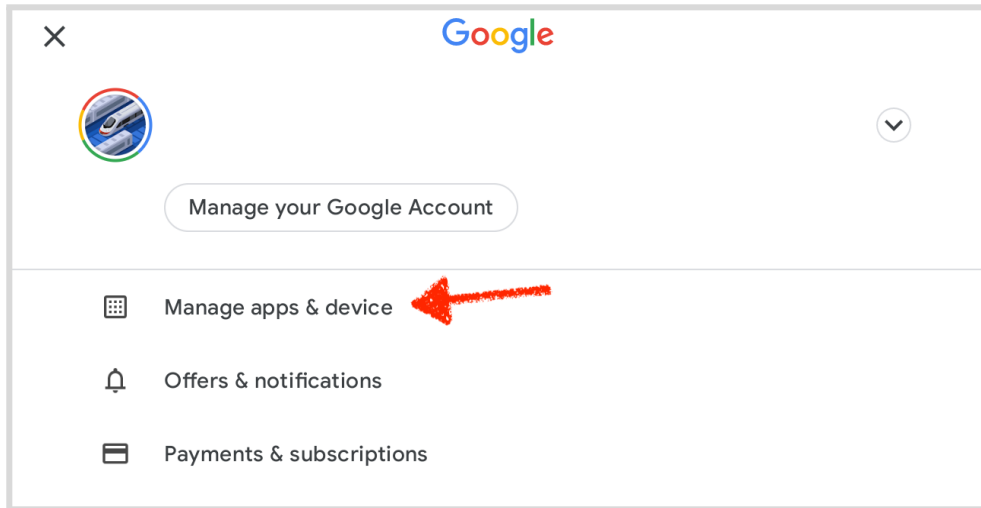 Google
Manage your Google Account
Manage apps & device
Offers & notifications
Payments & subscriptions